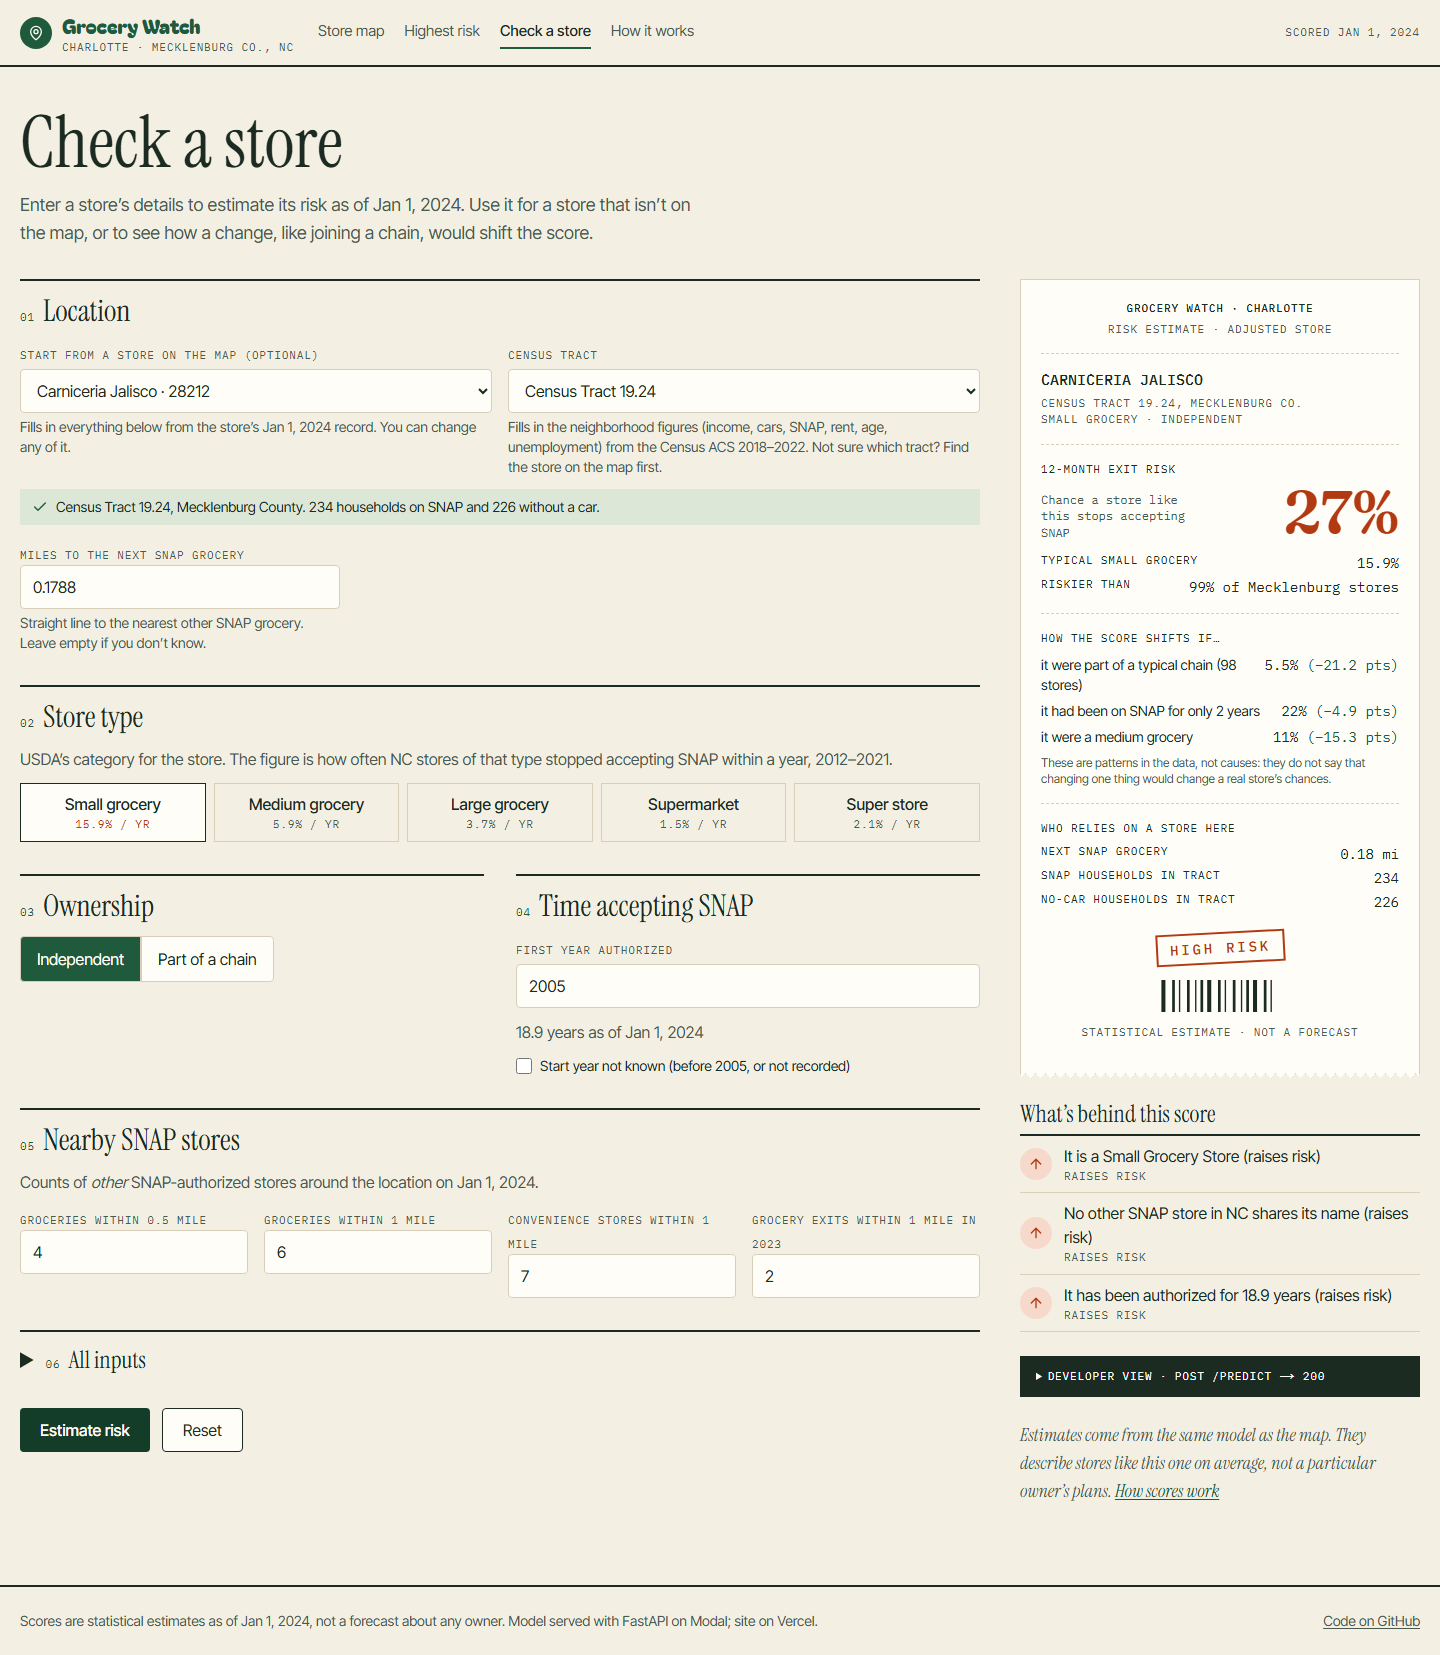 Grocery Watch
CHARLOTTE · MECKLENBURG CO., NC
Store map
Highest risk
Check a store
How it works
SCORED JAN 1, 2024
Check a store
Enter a store’s details to estimate its risk as of Jan 1, 2024. Use it for a store that isn’t on
the map, or to see how a change, like joining a chain, would shift the score.
01 Location
START FROM A STORE ON THE MAP (OPTIONAL)
Carniceria Jalisco · 28212
Fills in everything below from the store’s Jan 1, 2024 record. You can change
any of it.
CENSUS TRACT
Census Tract 19.24
Fills in the neighborhood figures (income, cars, SNAP, rent, age,
unemployment) from the Census ACS 2018–2022. Not sure which tract? Find
the store on the map first.
Census Tract 19.24, Mecklenburg County. 234 households on SNAP and 226 without a car.
MILES TO THE NEXT SNAP GROCERY
0.1788
Straight line to the nearest other SNAP grocery.
Leave empty if you don’t know.
02 Store type
USDA’s category for the store. The figure is how often NC stores of that type stopped accepting SNAP within a year, 2012–2021.
Small grocery
15.9% / YR
Medium grocery
5.9% / YR
Large grocery
3.7% / YR
Supermarket
1.5% / YR
Super store
2.1% / YR
03 Ownership
Independent
Part of a chain
04 Time accepting SNAP
FIRST YEAR AUTHORIZED
2005
18.9 years as of Jan 1, 2024
Start year not known (before 2005, or not recorded)
05 Nearby SNAP stores
Counts of other SNAP-authorized stores around the location on Jan 1, 2024.
GROCERIES WITHIN 0.5 MILE
4
GROCERIES WITHIN 1 MILE
6
CONVENIENCE STORES WITHIN 1
MILE
7
GROCERY EXITS WITHIN 1 MILE IN
2023
2
06 All inputs
Estimate risk
Reset
GROCERY WATCH · CHARLOTTE
RISK ESTIMATE · ADJUSTED STORE
CARNICERIA JALISCO
CENSUS TRACT 19.24, MECKLENBURG CO.
SMALL GROCERY · INDEPENDENT
12-MONTH EXIT RISK
Chance a store like
this stops accepting
SNAP
27%
TYPICAL SMALL GROCERY 15.9%
RISKIER THAN 99% of Mecklenburg stores
HOW THE SCORE SHIFTS IF…
it were part of a typical chain (98 5.5% (−21.2 pts)
stores)
it had been on SNAP for only 2 years 22% (−4.9 pts)
it were a medium grocery 11% (−15.3 pts)
These are patterns in the data, not causes: they do not say that
changing one thing would change a real store’s chances.
WHO RELIES ON A STORE HERE
NEXT SNAP GROCERY 0.18 mi
SNAP HOUSEHOLDS IN TRACT 234
NO-CAR HOUSEHOLDS IN TRACT 226
HIGH RISK
STATISTICAL ESTIMATE · NOT A FORECAST
What’s behind this score
It is a Small Grocery Store (raises risk)
RAISES RISK
No other SNAP store in NC shares its name (raises
risk)
RAISES RISK
It has been authorized for 18.9 years (raises risk)
RAISES RISK
DEVELOPER VIEW · POST /PREDICT ⟶ 200
Estimates come from the same model as the map. They
describe stores like this one on average, not a particular
owner’s plans. How scores work
Scores are statistical estimates as of Jan 1, 2024, not a forecast about any owner. Model served with FastAPI on Modal; site on Vercel.
Code on GitHub